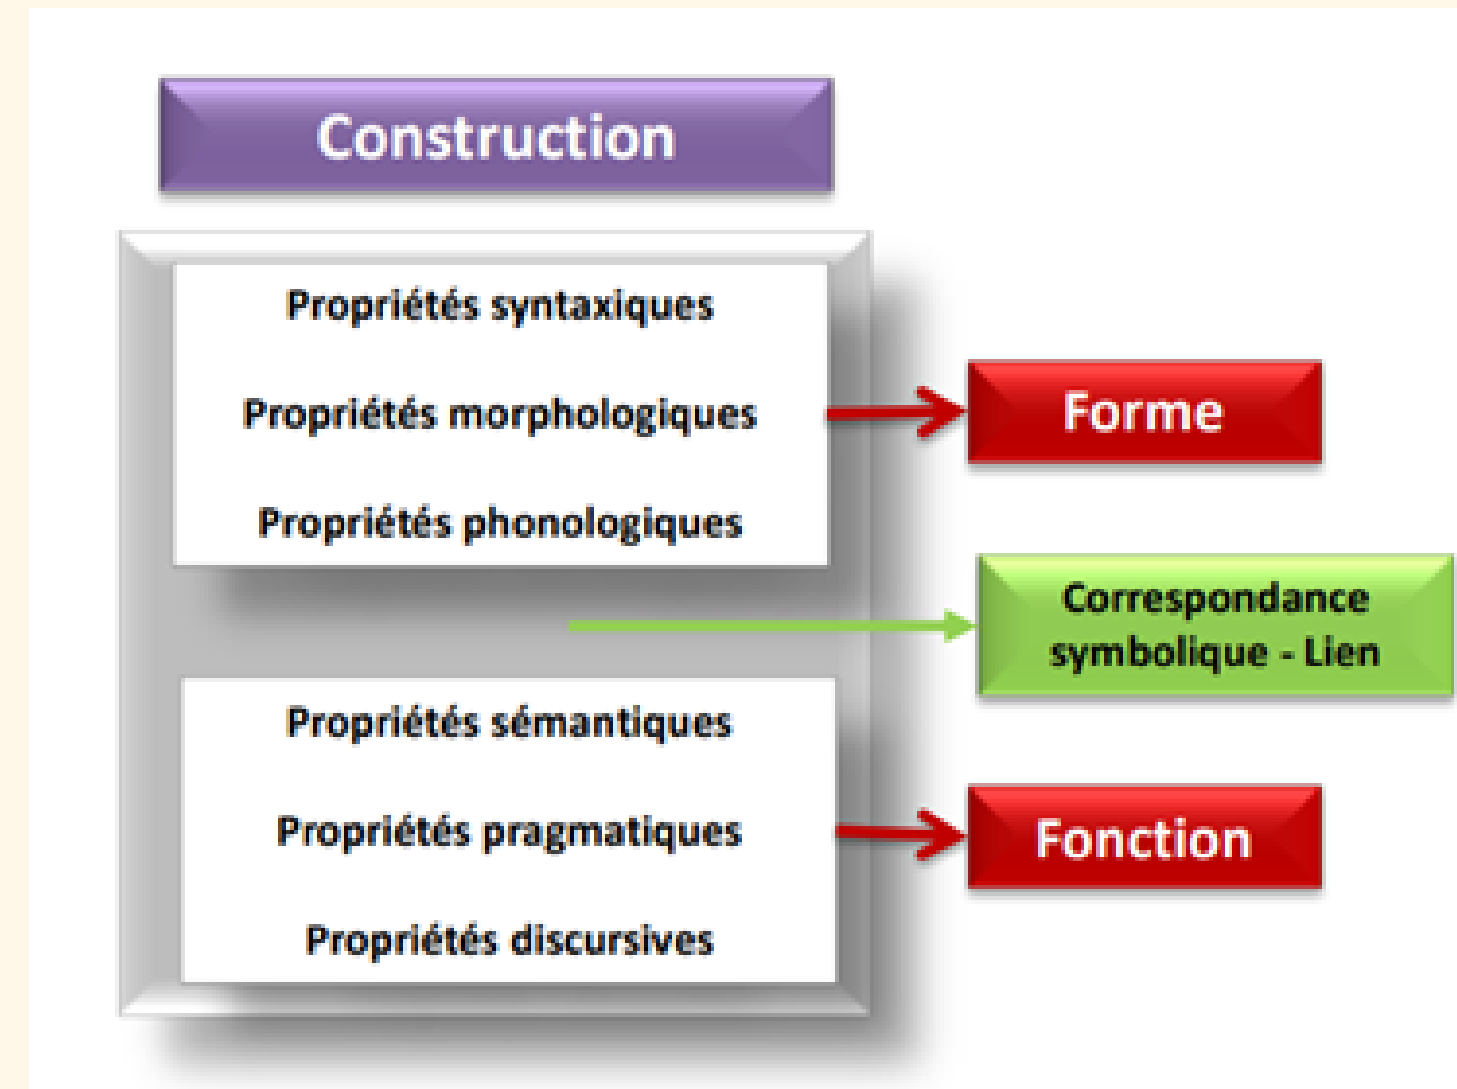 Construction
Propriétés syntaxiques
Propriétés morphologiques
Propriétés phonologiques
Forme
Correspondance
symbolique - Lien
Propriétés sémantiques
Propriétés pragmatiques
Propriétés discursives
Fonction